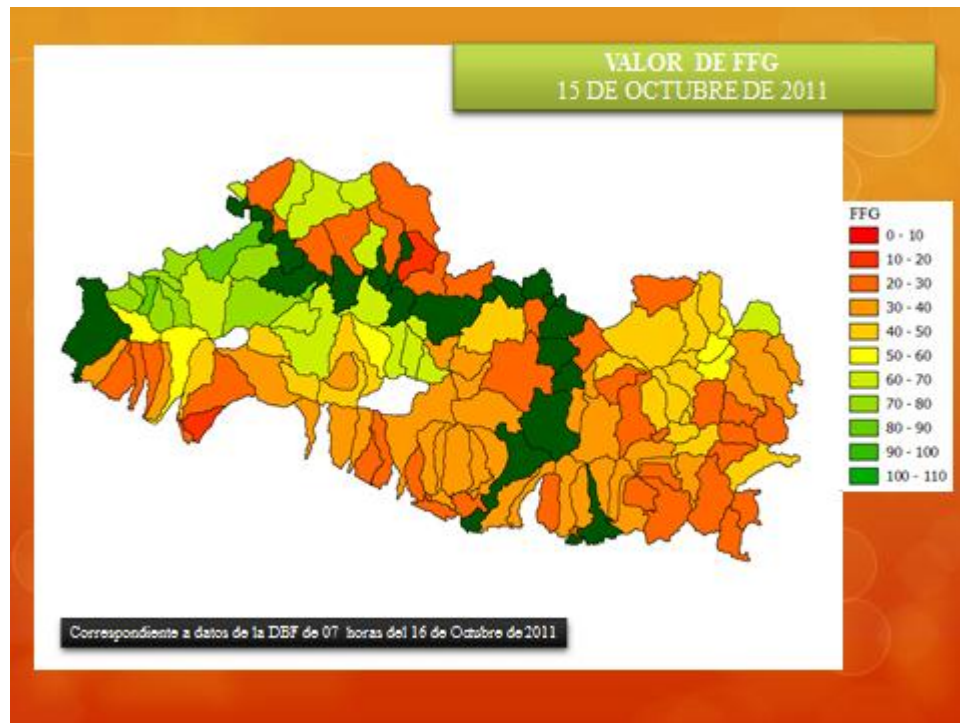 VALOR DE FFG
15 DE OCTUBRE DE 2011
FFG
0 - 10
10 - 20
20 - 30
30 - 40
40 - 50
50 - 60
60 - 70
70 - 80
80 - 90
90 - 100
100 - 110
Correspondiente a datos de la DBF de 07 horas del 16 de Octubre de 2011